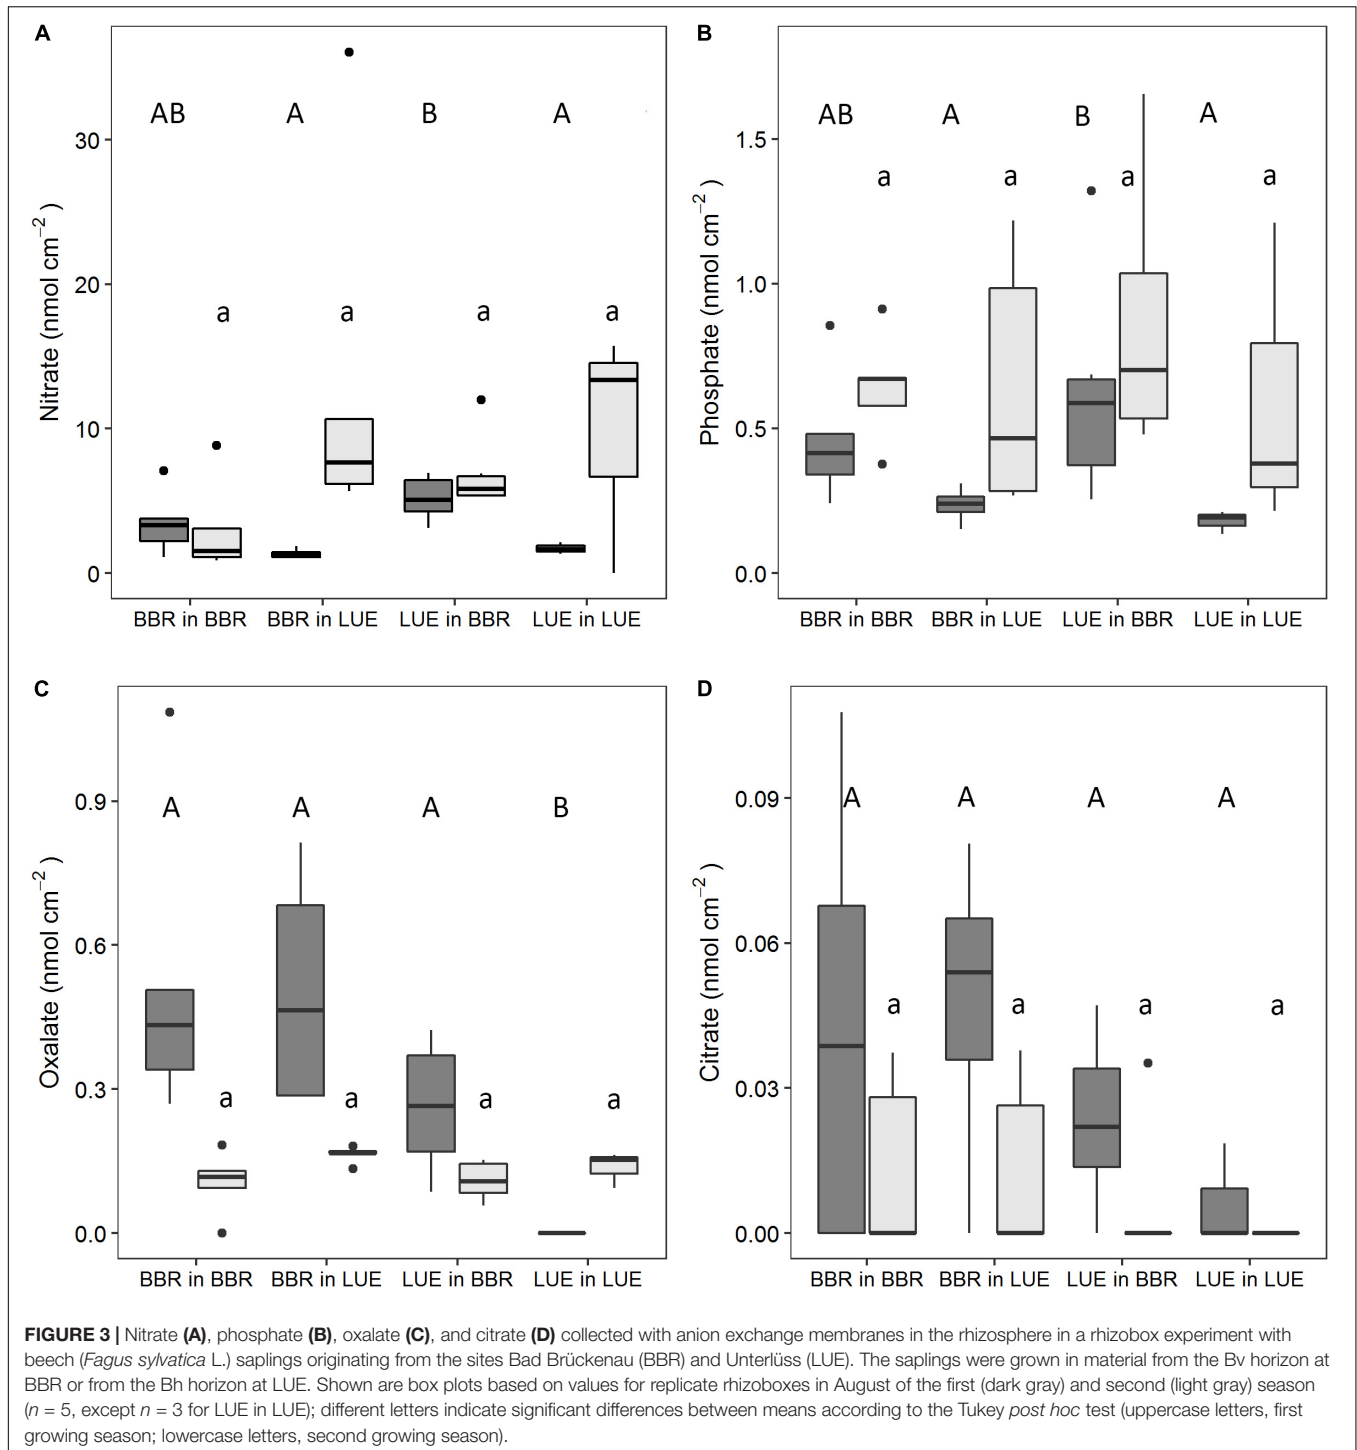 A
AB A B A
a a a a
30
20
10
0
Nitrate (nmol cm−2 )
BBR in BBR BBR in LUE LUE in BBR LUE in LUE
B
AB A B A
a a a a
1.5
1.0
0.5
0.0
Phosphate (nmol cm−2 )
BBR in BBR BBR in LUE LUE in BBR LUE in LUE
C
A A A B
a a a a
0.9
0.6
0.3
0.0
Oxalate (nmol cm−2 )
BBR in BBR BBR in LUE LUE in BBR LUE in LUE
D
A A A A
a a a a
0.09
0.06
0.03
0.00
Citrate (nmol cm−2 )
BBR in BBR BBR in LUE LUE in BBR LUE in LUE
FIGURE 3 | Nitrate (A), phosphate (B), oxalate (C), and citrate (D) collected with anion exchange membranes in the rhizosphere in a rhizobox experiment with
beech (Fagus sylvatica L.) saplings originating from the sites Bad Brückenau (BBR) and Unterlüss (LUE). The saplings were grown in material from the Bv horizon at
BBR or from the Bh horizon at LUE. Shown are box plots based on values for replicate rhizoboxes in August of the first (dark gray) and second (light gray) season
(n = 5, except n = 3 for LUE in LUE); different letters indicate significant differences between means according to the Tukey post hoc test (uppercase letters, first
growing season; lowercase letters, second growing season).